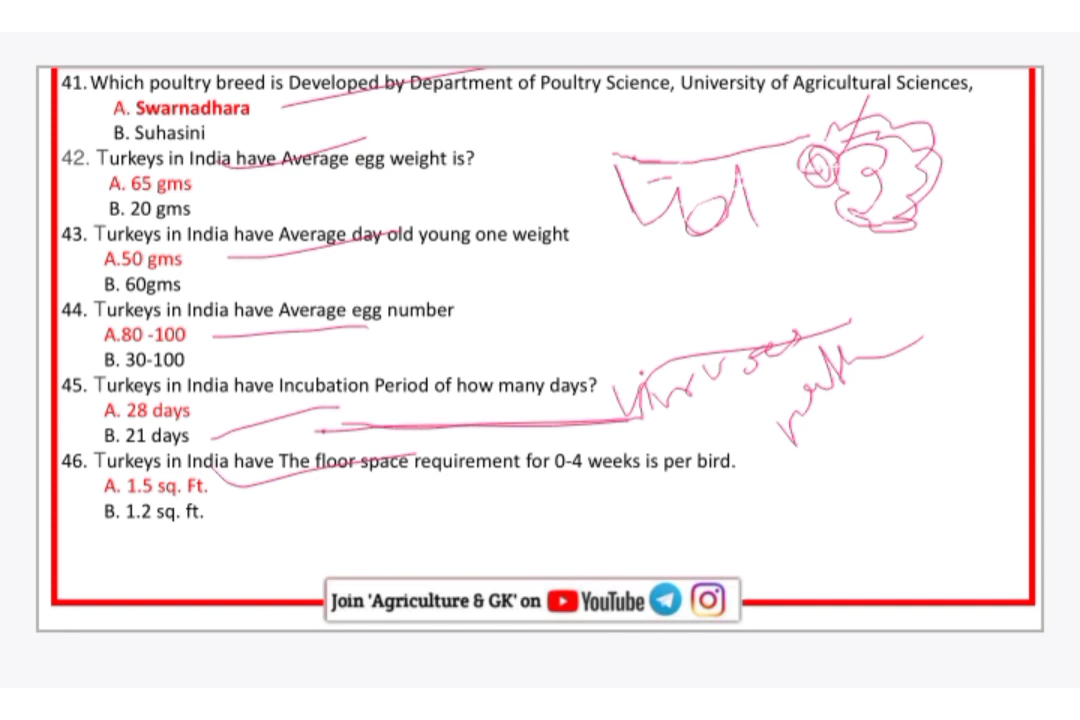 41. Which poultry breed is Developed by Department of Poultry Science, University of Agricultural Sciences,
A. Swarnadhara
B. Suhasini
42. Turkeys in India have Average egg weight is?
A. 65 gms
B. 20 gms
43. Turkeys in India have Average day old young one weight
A.50 gms
B. 60gms
44. Turkeys in India have Average egg number
A.80 -100
B. 30-100
45. Turkeys in India have Incubation Period of how many days?
viruses
A. 28 days
B. 21 days
46. Turkeys in India have The floor space requirement for 0-4 weeks is per bird.
A. 1.5 sq. Ft.
B. 1.2 sq. ft.
Join 'Agriculture & GK' on YouTube